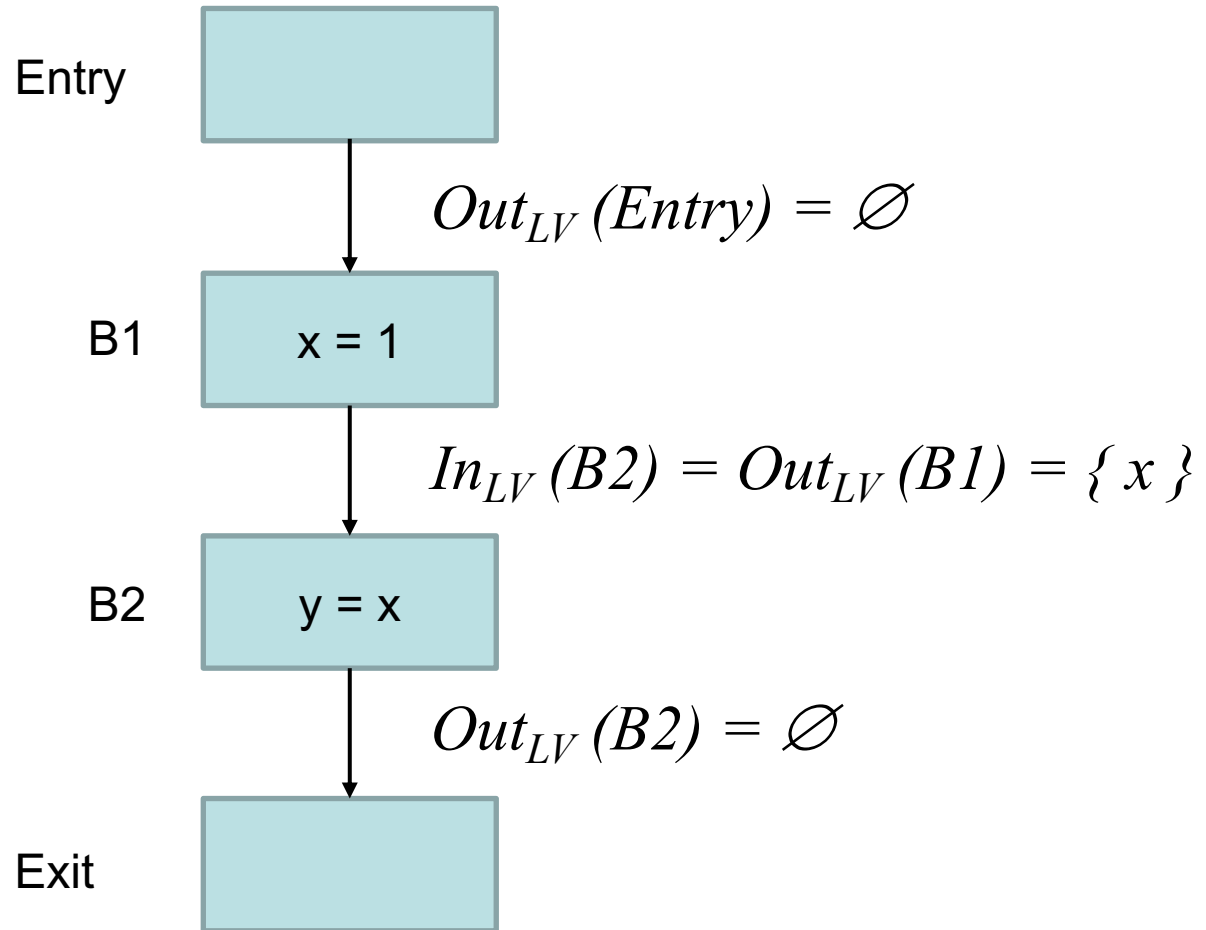 Entry
Out_LV (Entry) = ∅
B1
x = 1
In_LV (B2) = Out_LV (B1) = { x }
B2
y = x
Out_LV (B2) = ∅
Exit